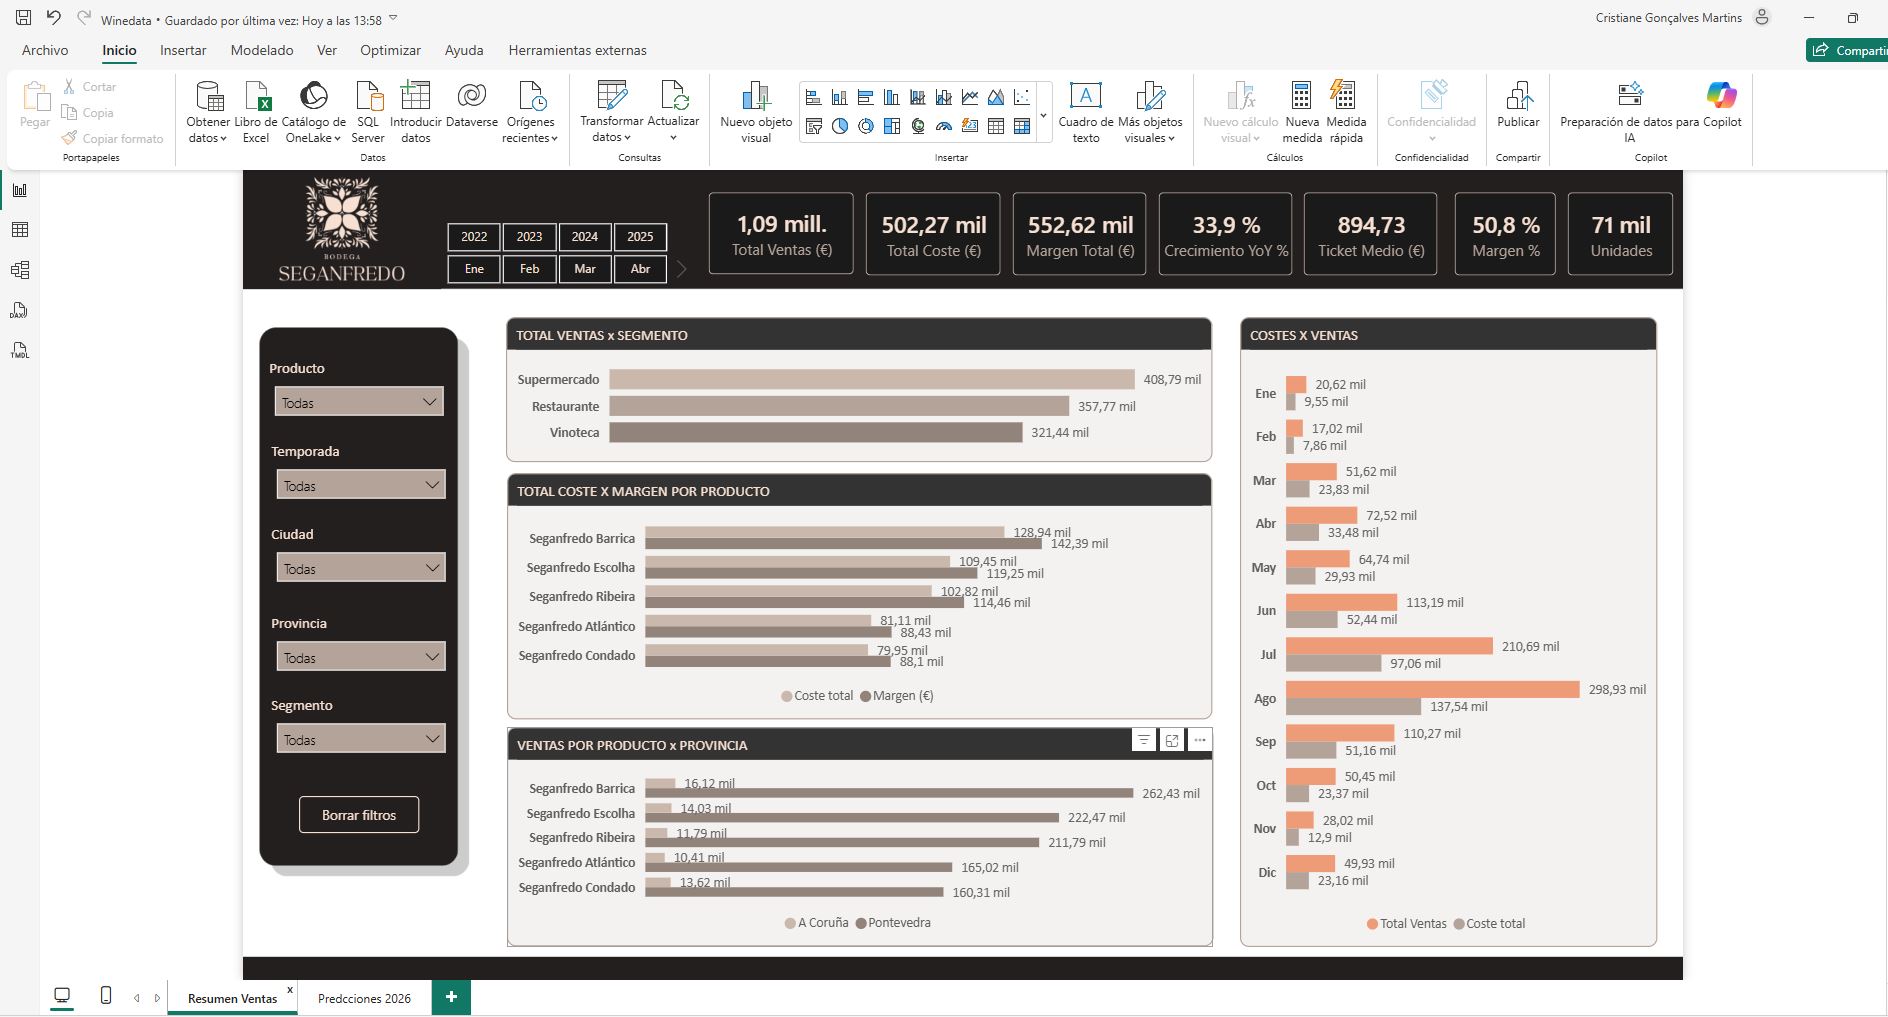 Winedata • Guardado por última vez: Hoy a las 13:58
Cristiane Gonçalves Martins
Archivo
Inicio
Insertar
Modelado
Ver
Optimizar
Ayuda
Herramientas externas
Compartir
Pegar
Cortar
Copia
Copiar formato
Portapapeles
Obtener datos
Libro de Excel
Catálogo de OneLake
SQL Server
Introducir datos
Dataverse
Orígenes recientes
Datos
Transformar datos
Actualizar
Consultas
Nuevo objeto visual
Cuadro de texto
Más objetos visuales
Insertar
Nuevo cálculo visual
Nueva medida
Medida rápida
Cálculos
Confidencialidad
Confidencialidad
Publicar
Compartir
Preparación de datos para IA
Copilot
Copilot
DAX
TMDL
BODEGA
SEGANFREDO
2022
2023
2024
2025
Ene
Feb
Mar
Abr
1,09 mill.
Total Ventas (€)
502,27 mil
Total Coste (€)
552,62 mil
Margen Total (€)
33,9 %
Crecimiento YoY %
894,73
Ticket Medio (€)
50,8 %
Margen %
71 mil
Unidades
Producto
Todas
Temporada
Todas
Ciudad
Todas
Provincia
Todas
Segmento
Todas
Borrar filtros
TOTAL VENTAS x SEGMENTO
Supermercado 408,79 mil
Restaurante 357,77 mil
Vinoteca 321,44 mil
TOTAL COSTE X MARGEN POR PRODUCTO
Seganfredo Barrica 128,94 mil
142,39 mil
Seganfredo Escolha 109,45 mil
119,25 mil
Seganfredo Ribeira 102,82 mil
114,46 mil
Seganfredo Atlántico 81,11 mil
88,43 mil
Seganfredo Condado 79,95 mil
88,1 mil
Coste total Margen (€)
VENTAS POR PRODUCTO x PROVINCIA
Seganfredo Barrica 16,12 mil
262,43 mil
Seganfredo Escolha 14,03 mil
222,47 mil
Seganfredo Ribeira 11,79 mil
211,79 mil
Seganfredo Atlántico 10,41 mil
165,02 mil
Seganfredo Condado 13,62 mil
160,31 mil
A Coruña Pontevedra
COSTES X VENTAS
Ene 20,62 mil
9,55 mil
Feb 17,02 mil
7,86 mil
Mar 51,62 mil
23,83 mil
Abr 72,52 mil
33,48 mil
May 64,74 mil
29,93 mil
Jun 113,19 mil
52,44 mil
Jul 210,69 mil
97,06 mil
Ago 298,93 mil
137,54 mil
Sep 110,27 mil
51,16 mil
Oct 50,45 mil
23,37 mil
Nov 28,02 mil
12,9 mil
Dic 49,93 mil
23,16 mil
Total Ventas Coste total
Resumen Ventas
x
Predcciones 2026
+